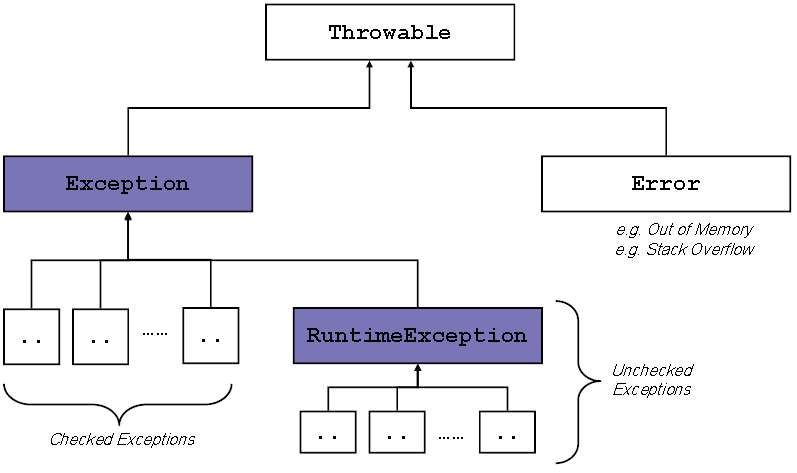 Throwable
Exception
Error
e.g. Out of Memory
e.g. Stack Overflow
.. .. ...... ..
RuntimeException
Unchecked
Exceptions
.. .. ...... ..
Checked Exceptions